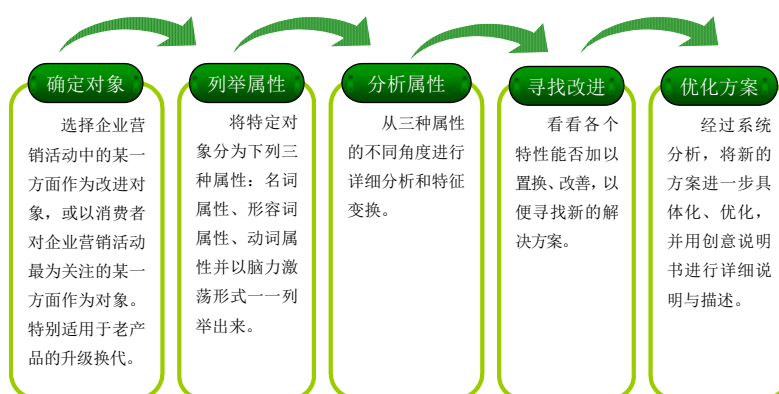 确定对象
选择企业营
销活动中的某一
方面作为改进对
象，或以消费者
对企业营销活动
最为关注的某一
方面作为对象。
特别适用于老产
品的升级换代。
列举属性
将特定对
象分为下列三
种属性：名词
属性、形容词
属性、动词属
性并以脑力激
荡形式一一列
举出来。
分析属性
从三种属性
的不同角度进行
详细分析和特征
变换。
寻找改进
看看各个
特性能否加以
置换、改善，以
便寻找新的解
决方案。
优化方案
经过系统
分析，将新的
方案进一步具
体化、优化，
并用创意说明
书进行详细说
明与描述。